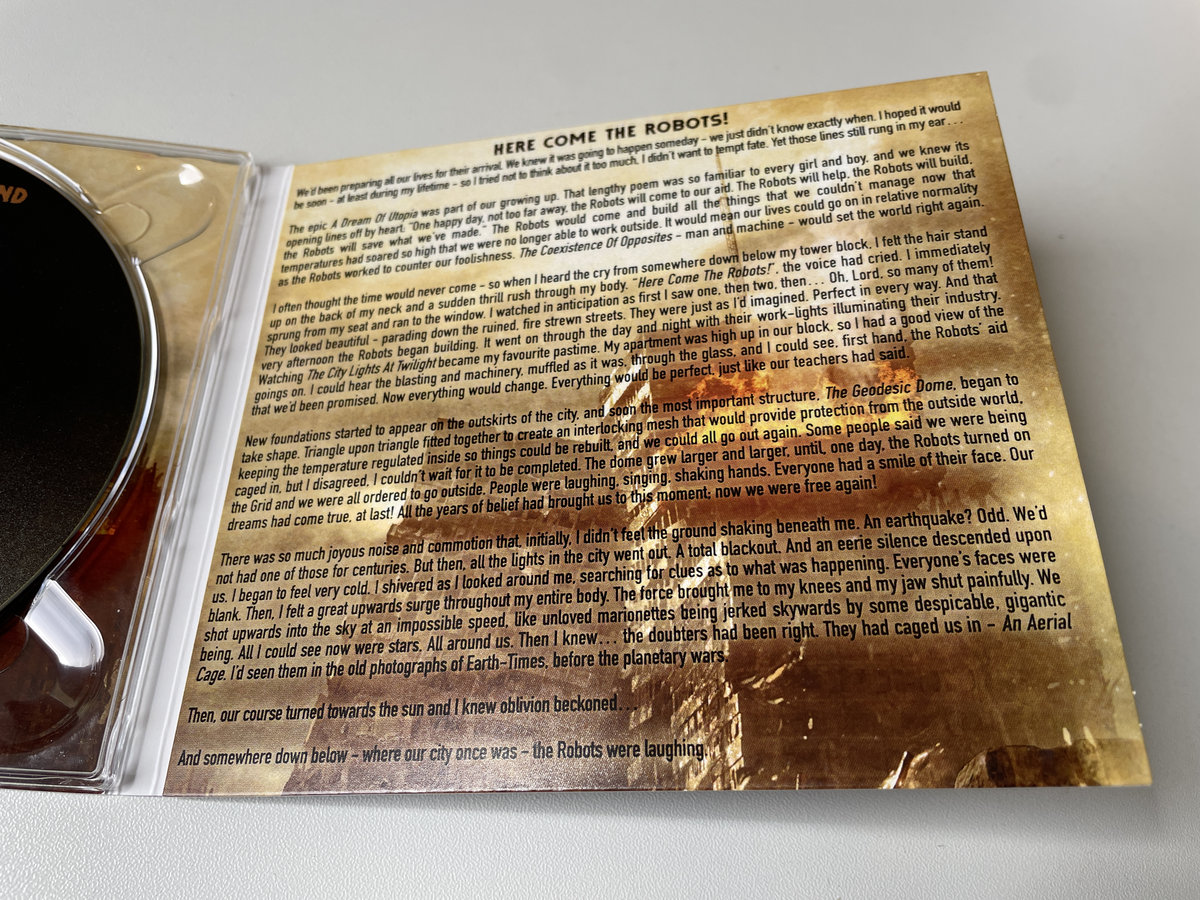 ND
HERE COME THE ROBOTS!
We'd been preparing all our lives for their arrival. We knew it was going to happen someday – we just didn't know exactly when. I hoped it would
be soon – at least during my lifetime – so I tried not to think about it too much. I didn't want to tempt fate. Yet those lines still rung in my ear...
The epic A Dream Of Utopia was part of our growing up. That lengthy poem was so familiar to every girl and boy, and we knew its
opening lines off by heart. "One happy day, not too far away, the Robots will come to our aid. The Robots will help, the Robots will build,
the Robots will save what we've made." The Robots would come and build all the things that we couldn't manage now that
temperatures had soared so high that we were no longer able to work outside. It would mean our lives could go on in relative normality
as the Robots worked to counter our foolishness. The Coexistence Of Opposites – man and machine – would set the world right again.
I often thought the time would never come – so when I heard the cry from somewhere down below my tower block, I felt the hair stand
up on the back of my neck and a sudden thrill rush through my body. "Here Come The Robots!", the voice had cried. I immediately
sprung from my seat and ran to the window. I watched in anticipation as first I saw one, then two, then... Oh, Lord, so many of them!
They looked beautiful – parading down the ruined, fire strewn streets. They were just as I'd imagined. Perfect in every way. And that
very afternoon the Robots began building. It went on through the day and night with their work-lights illuminating their industry.
Watching The City Lights At Twilight became my favourite pastime. My apartment was high up in our block, so I had a good view of the
goings on. I could hear the blasting and machinery, muffled as it was, through the glass, and I could see, first hand, the Robots' aid
that we'd been promised. Now everything would change. Everything would be perfect, just like our teachers had said.
New foundations started to appear on the outskirts of the city, and soon the most important structure, The Geodesic Dome, began to
take shape. Triangle upon triangle fitted together to create an interlocking mesh that would provide protection from the outside world,
keeping the temperature regulated inside so things could be rebuilt, and we could all go out again. Some people said we were being
caged in, but I disagreed. I couldn't wait for it to be completed. The dome grew larger and larger, until, one day, the Robots turned on
the Grid and we were all ordered to go outside. People were laughing, singing, shaking hands. Everyone had a smile of their face. Our
dreams had come true, at last! All the years of belief had brought us to this moment; now we were free again!
There was so much joyous noise and commotion that, initially, I didn't feel the ground shaking beneath me. An earthquake? Odd. We'd
not had one of those for centuries. But then, all the lights in the city went out. A total blackout. And an eerie silence descended upon
us. I began to feel very cold. I shivered as I looked around me, searching for clues as to what was happening. Everyone's faces were
blank. Then, I felt a great upwards surge throughout my entire body. The force brought me to my knees and my jaw shut painfully. We
shot upwards into the sky at an impossible speed, like unloved marionettes being jerked skywards by some despicable, gigantic
being. All I could see now were stars. All around us. Then I knew... the doubters had been right. They had caged us in – An Aerial
Cage. I'd seen them in the old photographs of Earth-Times, before the planetary wars.
Then, our course turned towards the sun and I knew oblivion beckoned...
And somewhere down below – where our city once was – the Robots were laughing.